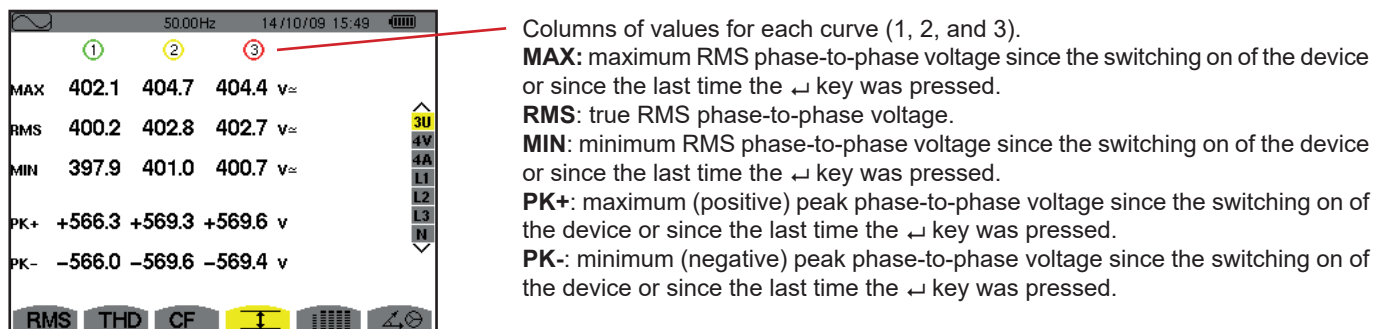 50.00Hz 14/10/09 15:49
1 2 3
MAX 402.1 404.7 404.4 V≃
RMS 400.2 402.8 402.7 V≃
MIN 397.9 401.0 400.7 V≃
PK+ +566.3 +569.3 +569.6 V
PK- -566.0 -569.6 -569.4 V
3U
4V
4A
L1
L2
L3
N
RMS THD CF
Columns of values for each curve (1, 2, and 3).
MAX: maximum RMS phase-to-phase voltage since the switching on of the device
or since the last time the ↵ key was pressed.
RMS: true RMS phase-to-phase voltage.
MIN: minimum RMS phase-to-phase voltage since the switching on of the device
or since the last time the ↵ key was pressed.
PK+: maximum (positive) peak phase-to-phase voltage since the switching on of
the device or since the last time the ↵ key was pressed.
PK-: minimum (negative) peak phase-to-phase voltage since the switching on of
the device or since the last time the ↵ key was pressed.